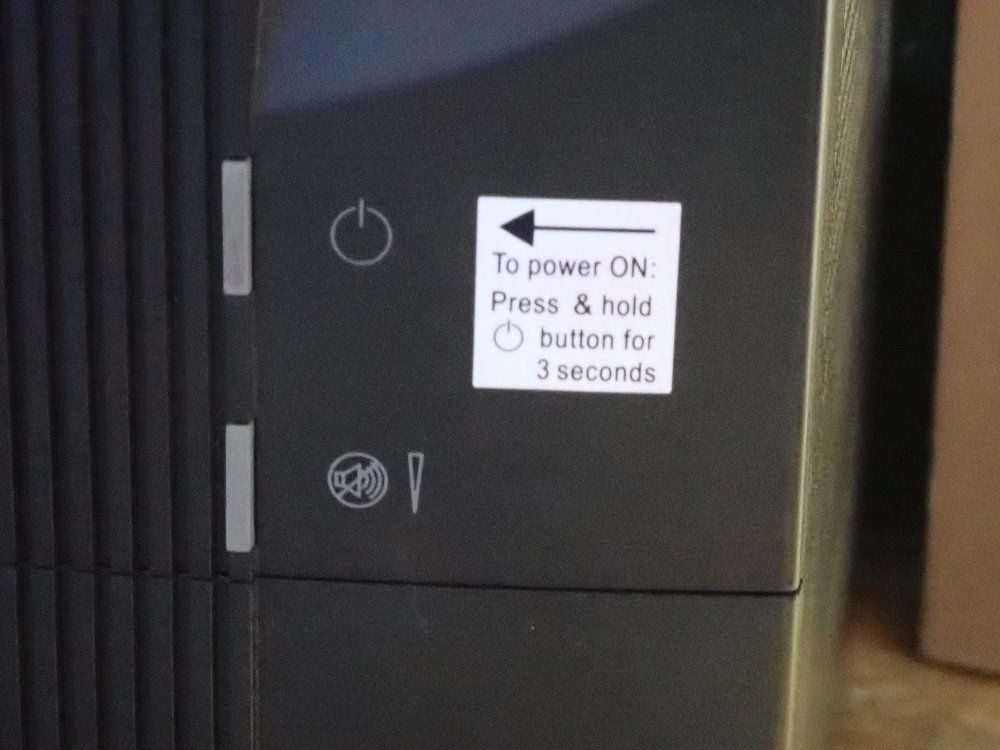 To power ON:
Press & hold
button for
3 seconds